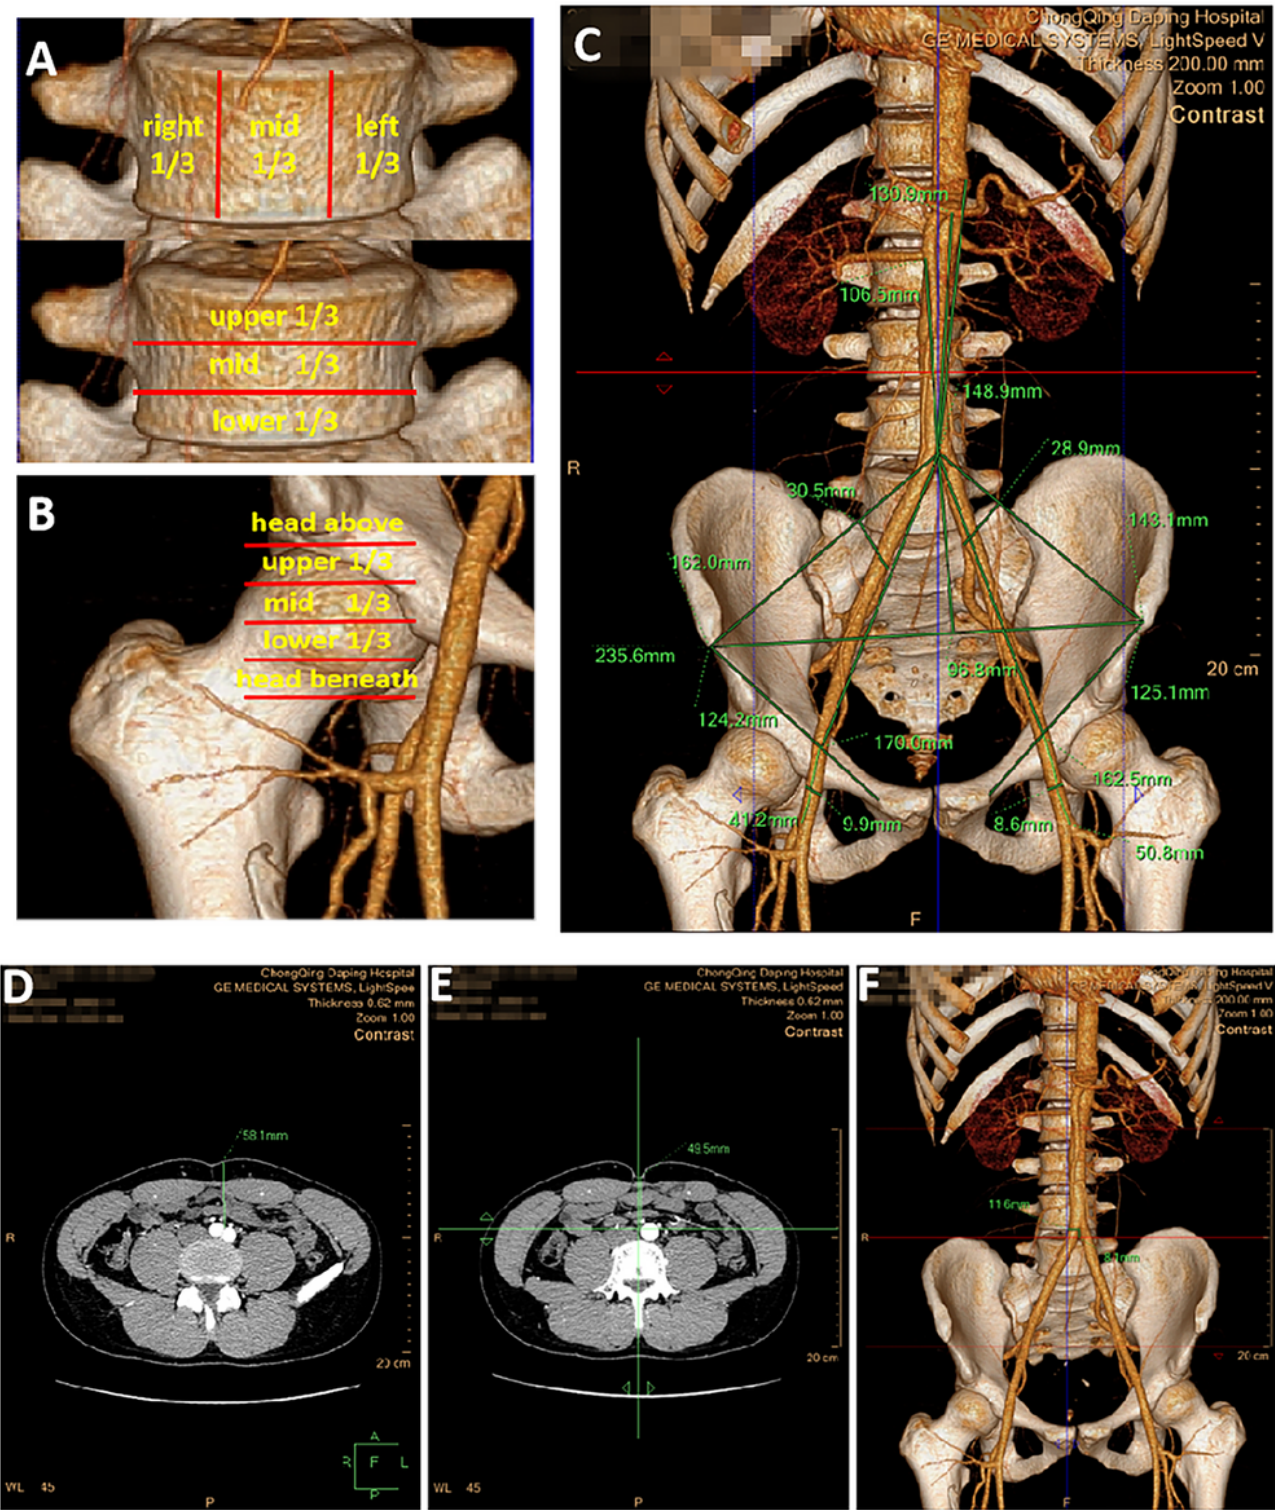 A
right mid left
1/3 1/3 1/3
upper 1/3
mid 1/3
lower 1/3
B
head above
upper 1/3
mid 1/3
lower 1/3
head beneath
C
ChongQing Daping Hospital
GE MEDICAL SYSTEMS, LightSpeed V
Thickness 200.00 mm
Zoom 1.00
Contrast
130.9mm
106.5mm
148.9mm
R
28.9mm
30.5mm
143.1mm
162.0mm
235.6mm
96.8mm
20 cm
125.1mm
124.2mm
170.0mm
162.5mm
41.2mm
9.9mm
8.6mm
50.8mm
F
D
ChongQing Daping Hospital
GE MEDICAL SYSTEMS, LightSpee
Thickness 0.62 mm
Zoom 1.00
Contrast
58.1mm
R
20 cm
A
R F L
P
WL 45
P
E
ChongQing Daping Hospital
GE MEDICAL SYSTEMS, LightSpeed
Thickness 0.62 mm
Zoom 1.00
Contrast
49.5mm
R
20 cm
WL 45
P
F
ChongQing Daping Hospital
GE MEDICAL SYSTEMS, LightSpeed V
Thickness 200.00 mm
Zoom 1.00
Contrast
R
20 cm
F